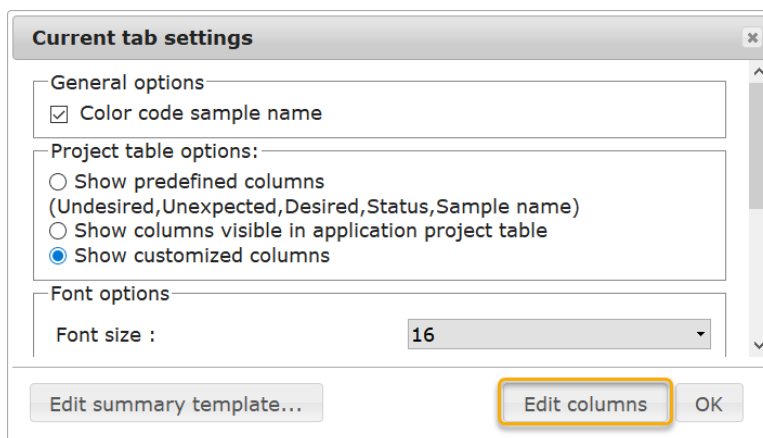 Current tab settings
General options
Color code sample name
Project table options:
Show predefined columns
(Undesired,Unexpected,Desired,Status,Sample name)
Show columns visible in application project table
Show customized columns
Font options
Font size : 16
Edit summary template... Edit columns OK